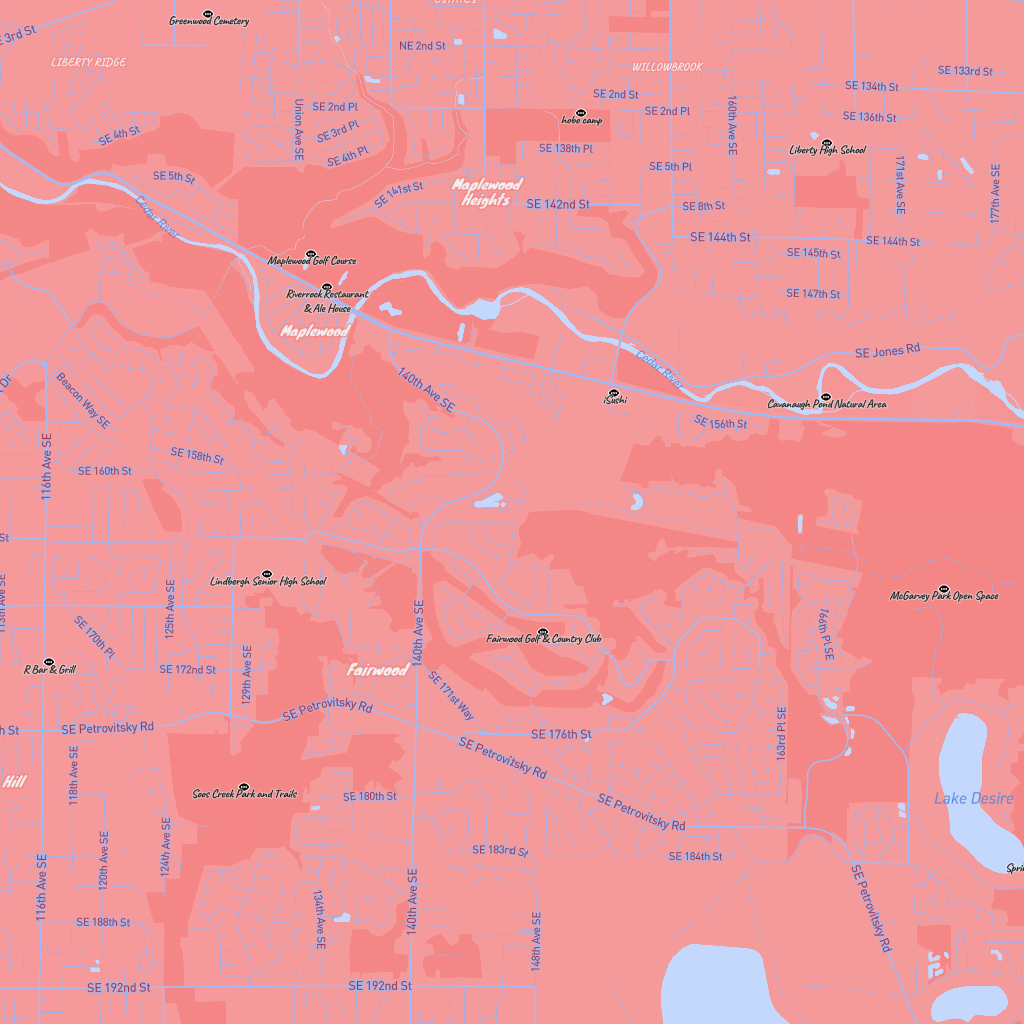 Greenwood Cemetery
SE 3rd St
NE 2nd St
LIBERTY RIDGE
WILLOWBROOK
SE 133rd St
SE 134th St
SE 2nd Pl
SE 2nd St
SE 2nd Pl
160th Ave SE
SE 136th St
hobo camp
Union Ave SE
SE 3rd Pl
SE 4th St
SE 4th Pl
SE 138th Pl
Liberty High School
SE 5th Pl
171st Ave SE
177th Ave SE
SE 5th St
SE 141st St
Maplewood
Heights
SE 142nd St
SE 8th St
Cedar River
SE 144th St
SE 144th St
SE 145th St
Maplewood Golf Course
Riverrock Restaurant
& Ale House
SE 147th St
Maplewood
SE Jones Rd
Cedar River
Dr
Beacon Way SE
140th Ave SE
iSushi
Cavanaugh Pond Natural Area
SE 156th St
116th Ave SE
SE 158th St
SE 160th St
St
Lindbergh Senior High School
McGarvey Park Open Space
113th Ave SE
125th Ave SE
140th Ave SE
166th PL SE
SE 170th Pl
Fairwood Golf & Country Club
R Bar & Grill
SE 172nd St
129th Ave SE
Fairwood
SE 171st Way
SE Petrovitsky Rd
SE Petrovitsky Rd
th St
SE 176th St
163rd Pl SE
SE Petrovitsky Rd
118th Ave SE
Hill
Soos Creek Park and Trails
SE 180th St
SE Petrovitsky Rd
Lake Desire
120th Ave SE
124th Ave SE
SE 183rd St
SE 184th St
Sprin
116th Ave SE
134th Ave SE
140th Ave SE
148th Ave SE
SE Petrovitsky Rd
SE 188th St
SE 192nd St
SE 192nd St